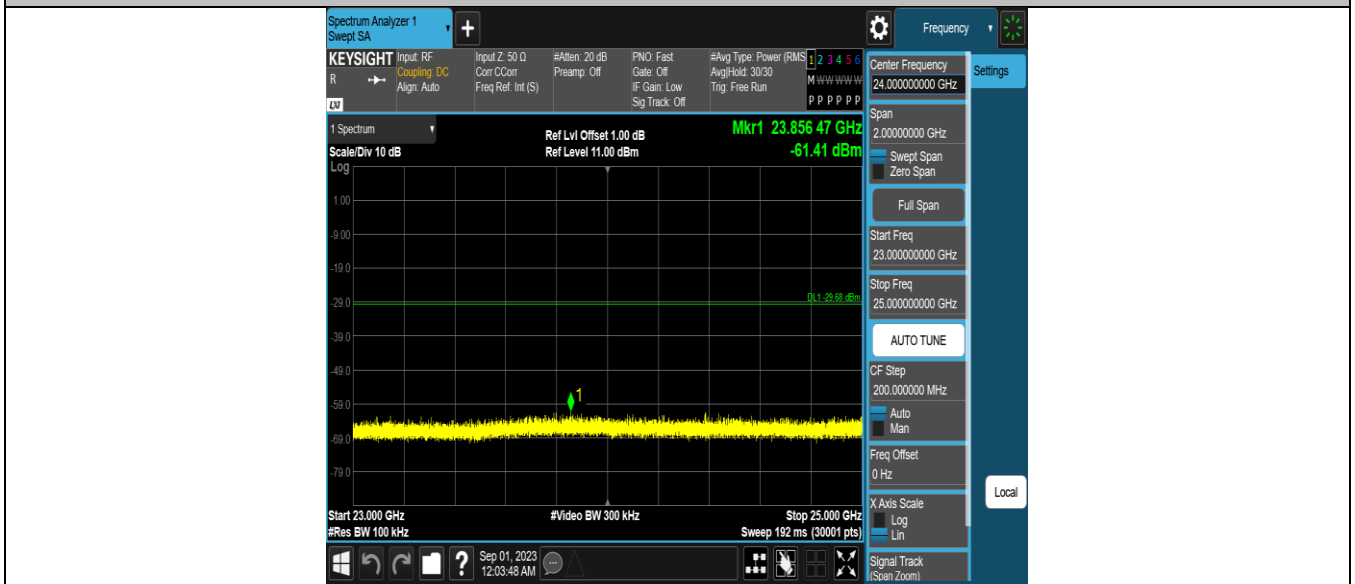 Spectrum Analyzer 1
Swept SA
+
Frequency
KEYSIGHT
R
LXI
Input: RF
Coupling: DC
Align: Auto
Input Z: 50 Ω
Corr CCorr
Freq Ref: Int (S)
#Atten: 20 dB
Preamp: Off
PNO: Fast
Gate: Off
IF Gain: Low
Sig Track: Off
#Avg Type: Power (RMS
Avg|Hold: 30/30
Trig: Free Run
1 2 3 4 5 6
M W W W W W
P P P P P P
1 Spectrum
Scale/Div 10 dB
Ref Lvl Offset 1.00 dB
Ref Level 11.00 dBm
Mkr1 23.856 47 GHz
-61.41 dBm
Log
1.00
-9.00
-19.0
-29.0
DL1 -29.68 dBm
-39.0
-49.0
1
-59.0
-69.0
-79.0
Start 23.000 GHz
#Res BW 100 kHz
#Video BW 300 kHz
Stop 25.000 GHz
Sweep 192 ms (30001 pts)
?
Sep 01, 2023
12:03:48 AM
Center Frequency
24.000000000 GHz
Span
2.00000000 GHz
Swept Span
Zero Span
Full Span
Start Freq
23.000000000 GHz
Stop Freq
25.000000000 GHz
AUTO TUNE
CF Step
200.000000 MHz
Auto
Man
Freq Offset
0 Hz
X Axis Scale
Log
Lin
Signal Track
(Span Zoom)
Settings
Local